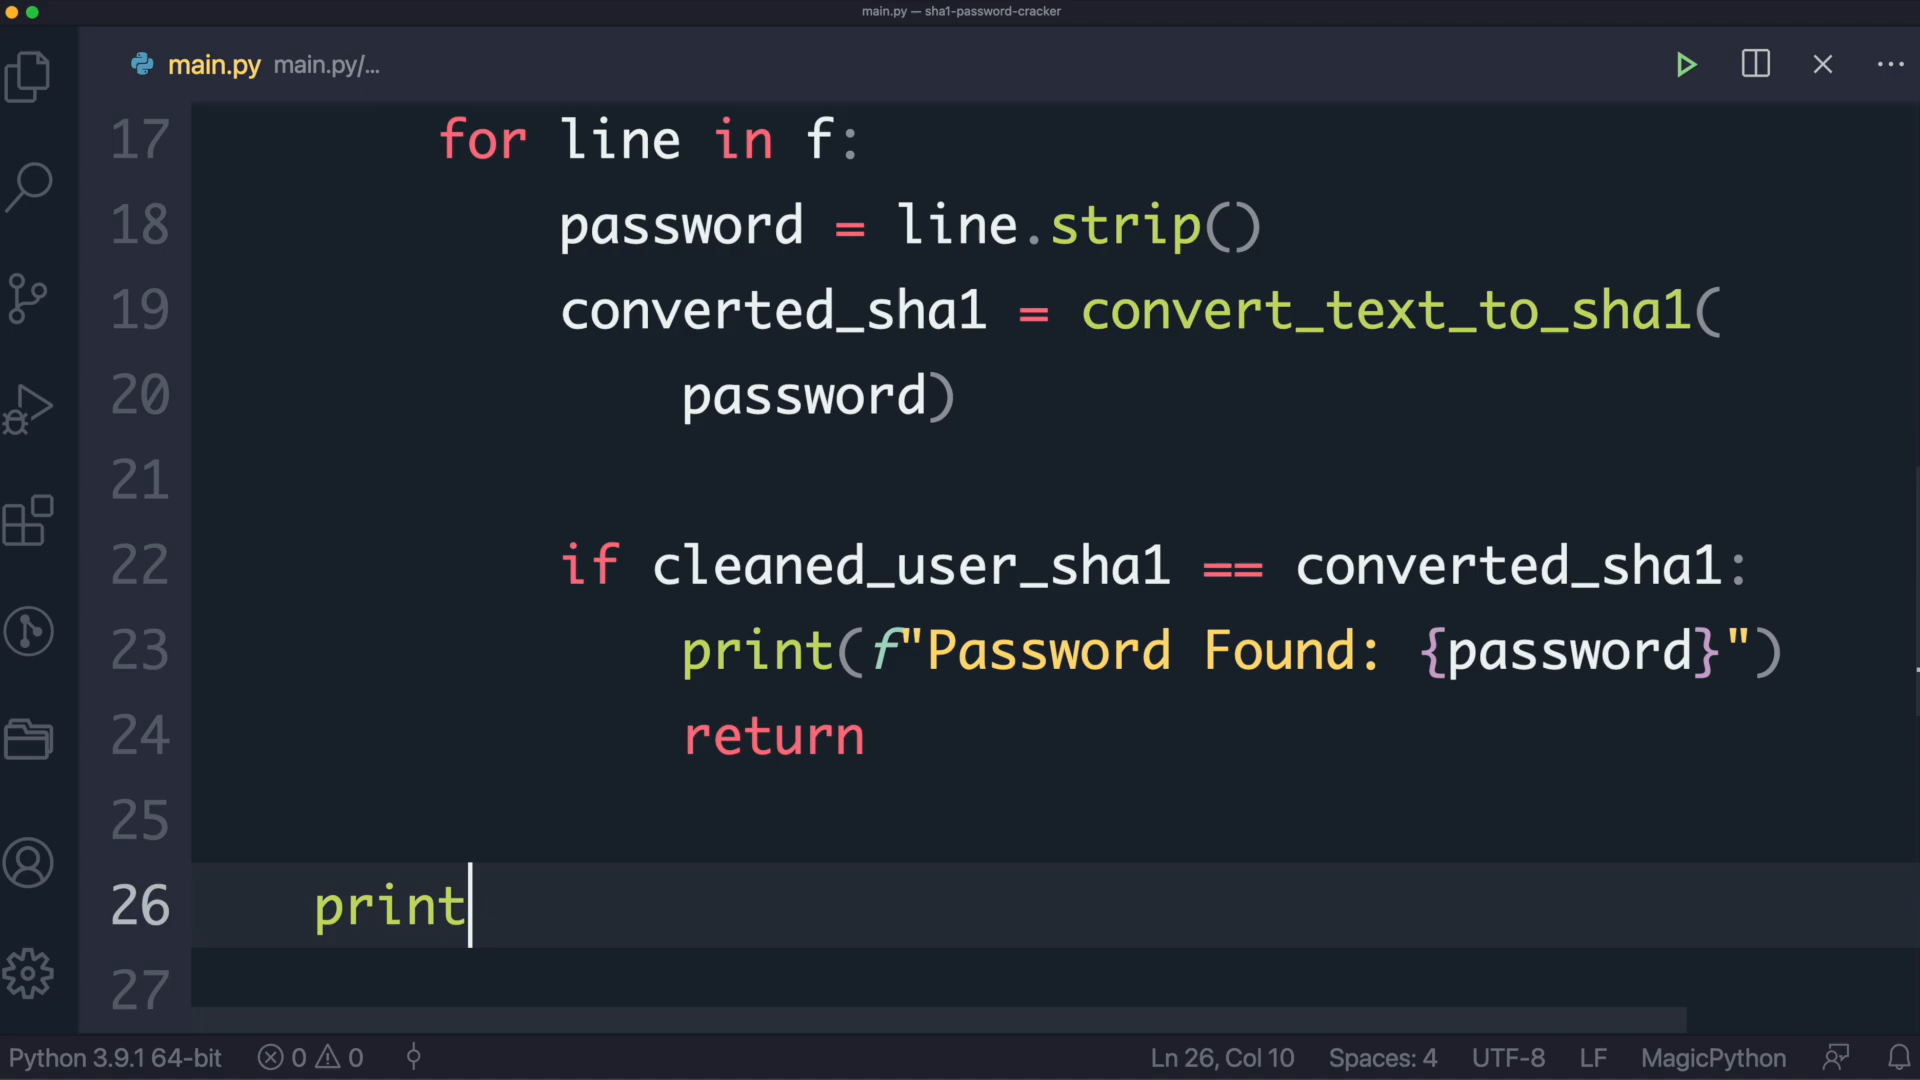 main.py — sha1-password-cracker
main.py main.py/...
17 for line in f:
18 password = line.strip()
19 converted_sha1 = convert_text_to_sha1(
20 password)
21
22 if cleaned_user_sha1 == converted_sha1:
23 print(f"Password Found: {password}")
24 return
25
26 print
27
Python 3.9.1 64-bit 0 0 Ln 26, Col 10 Spaces: 4 UTF-8 LF MagicPython